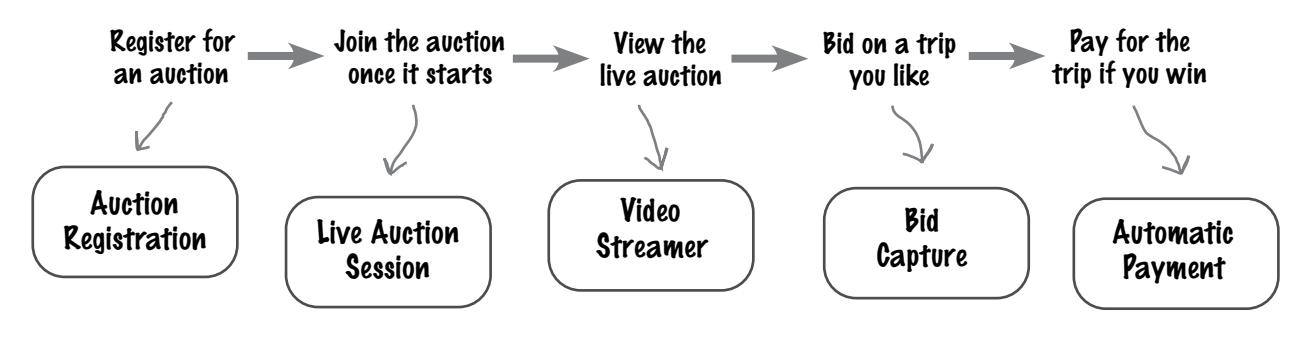 Register for
an auction
Join the auction
once it starts
View the
live auction
Bid on a trip
you like
Pay for the
trip if you win
Auction
Registration
Live Auction
Session
Video
Streamer
Bid
Capture
Automatic
Payment